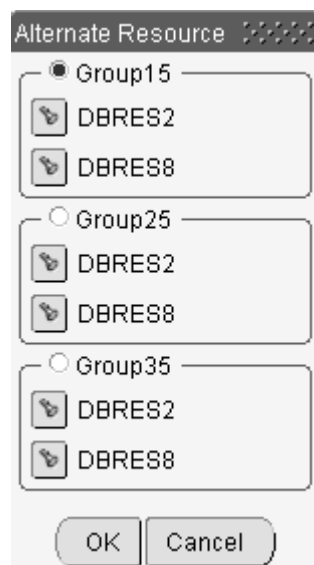 Alternate Resource
Group15
DBRES2
DBRES8
Group25
DBRES2
DBRES8
Group35
DBRES2
DBRES8
OK Cancel